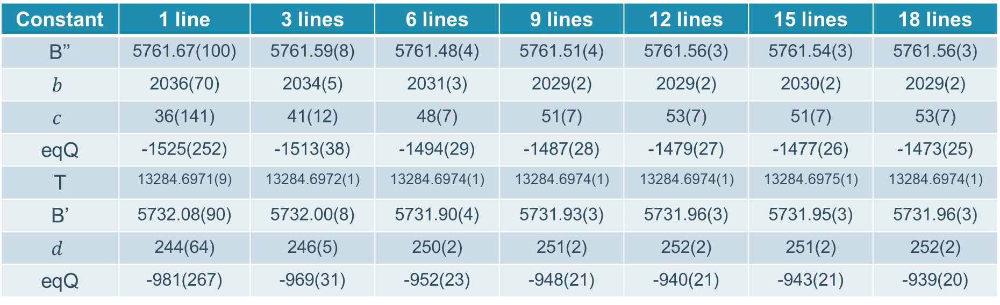 Constant 1 line 3 lines 6 lines 9 lines 12 lines 15 lines 18 lines
B” 5761.67(100) 5761.59(8) 5761.48(4) 5761.51(4) 5761.56(3) 5761.54(3) 5761.56(3)
b 2036(70) 2034(5) 2031(3) 2029(2) 2029(2) 2030(2) 2029(2)
c 36(141) 41(12) 48(7) 51(7) 53(7) 51(7) 53(7)
eqQ -1525(252) -1513(38) -1494(29) -1487(28) -1479(27) -1477(26) -1473(25)
T 13284.6971(9) 13284.6972(1) 13284.6974(1) 13284.6974(1) 13284.6974(1) 13284.6975(1) 13284.6974(1)
B’ 5732.08(90) 5732.00(8) 5731.90(4) 5731.93(3) 5731.96(3) 5731.95(3) 5731.96(3)
d 244(64) 246(5) 250(2) 251(2) 252(2) 251(2) 252(2)
eqQ -981(267) -969(31) -952(23) -948(21) -940(21) -943(21) -939(20)